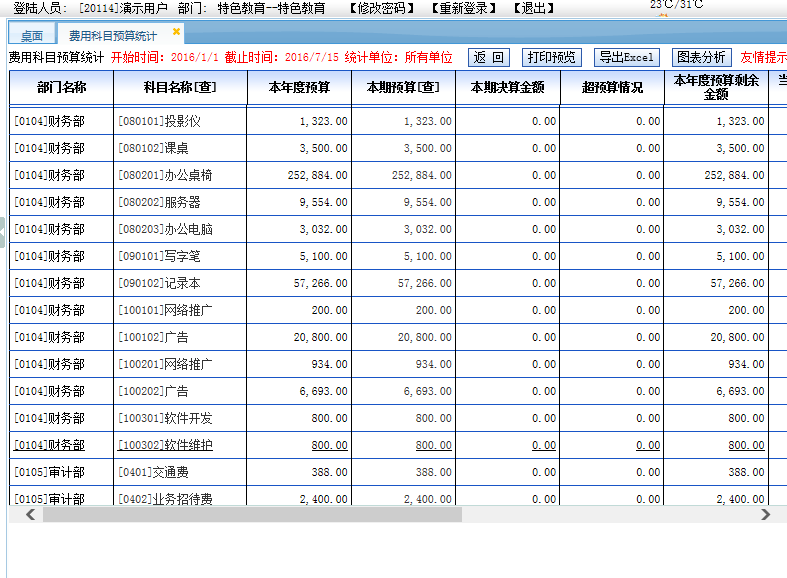 登陆人员： [20114]演示用户 部门： 特色教育--特色教育 【修改密码】 【重新登录】 【退出】 23℃/31℃
桌面 费用科目预算统计
费用科目预算统计 开始时间：2016/1/1 截止时间：2016/7/15 统计单位：所有单位 返 回 打印预览 导出Excel 图表分析 友情提示
部门名称 科目名称[查] 本年度预算 本期预算[查] 本期决算金额 超预算情况 本年度预算剩余金额
[0104]财务部 [080101]投影仪 1,323.00 1,323.00 0.00 0.00 1,323.00
[0104]财务部 [080102]课桌 3,500.00 3,500.00 0.00 0.00 3,500.00
[0104]财务部 [080201]办公桌椅 252,884.00 252,884.00 0.00 0.00 252,884.00
[0104]财务部 [080202]服务器 9,554.00 9,554.00 0.00 0.00 9,554.00
[0104]财务部 [080203]办公电脑 3,032.00 3,032.00 0.00 0.00 3,032.00
[0104]财务部 [090101]写字笔 5,100.00 5,100.00 0.00 0.00 5,100.00
[0104]财务部 [090102]记录本 57,266.00 57,266.00 0.00 0.00 57,266.00
[0104]财务部 [100101]网络推广 200.00 200.00 0.00 0.00 200.00
[0104]财务部 [100102]广告 20,800.00 20,800.00 0.00 0.00 20,800.00
[0104]财务部 [100201]网络推广 934.00 934.00 0.00 0.00 934.00
[0104]财务部 [100202]广告 6,693.00 6,693.00 0.00 0.00 6,693.00
[0104]财务部 [100301]软件开发 800.00 800.00 0.00 0.00 800.00
[0104]财务部 [100302]软件维护 800.00 800.00 0.00 0.00 800.00
[0105]审计部 [0401]交通费 388.00 388.00 0.00 0.00 388.00
[0105]审计部 [0402]业务招待费 2,400.00 2,400.00 0.00 0.00 2,400.00